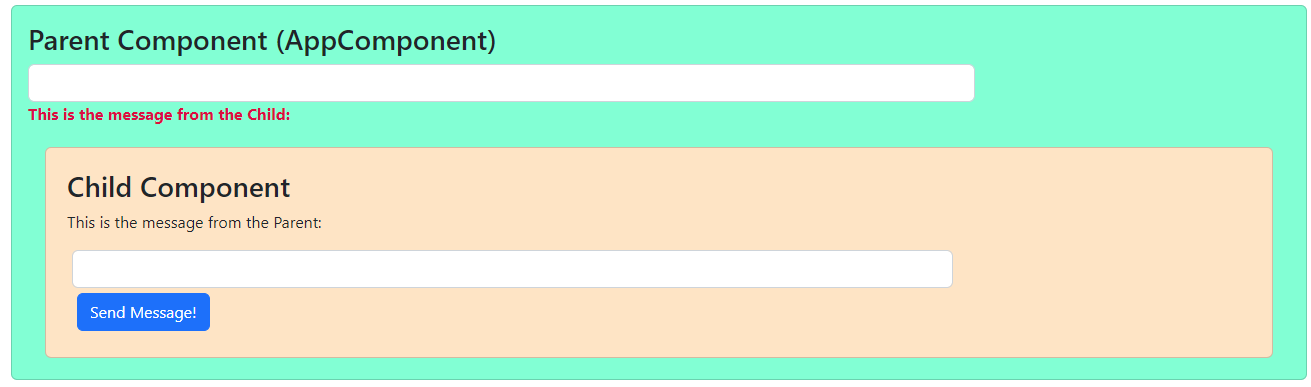 Parent Component (AppComponent)
This is the message from the Child:
Child Component
This is the message from the Parent:
Send Message!